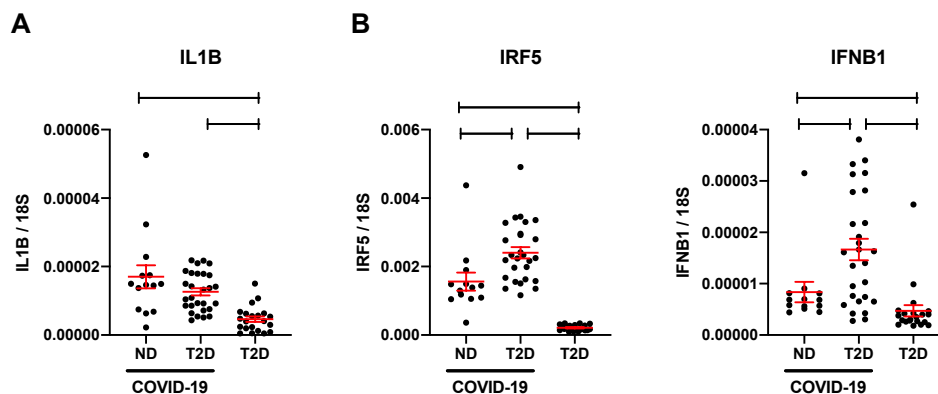 A
IL1B
IL1B / 18S
0.00006
0.00004
0.00002
0.00000
ND T2D T2D
COVID-19
B
IRF5
IRF5 / 18S
0.006
0.004
0.002
0.000
ND T2D T2D
COVID-19
IFNB1
IFNB1 / 18S
0.00004
0.00003
0.00002
0.00001
0.00000
ND T2D T2D
COVID-19